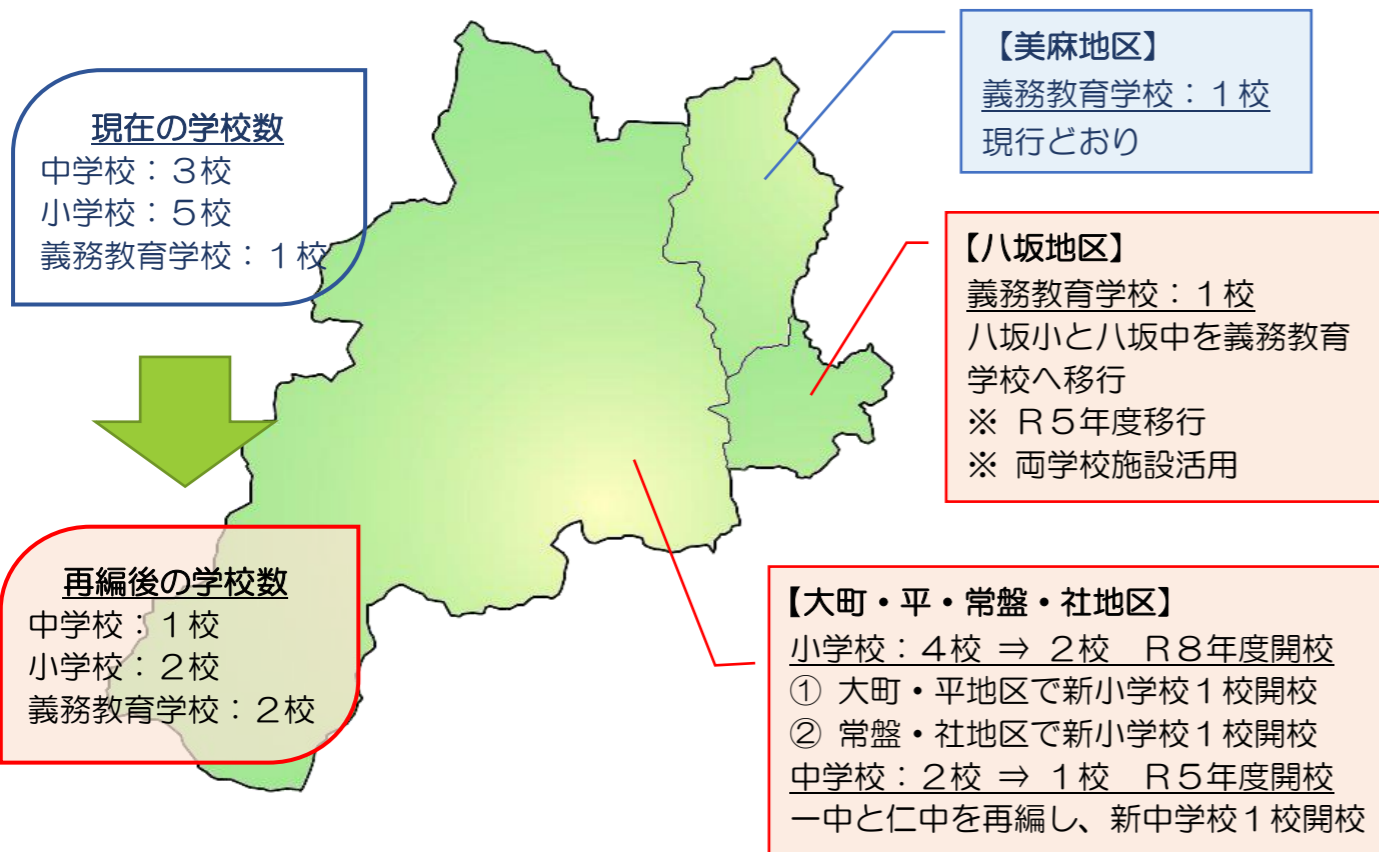 現在の学校数
中学校：３校
小学校：５校
義務教育学校：１校
再編後の学校数
中学校：１校
小学校：２校
義務教育学校：２校
【美麻地区】
義務教育学校：１校
現行どおり
【八坂地区】
義務教育学校：１校
八坂小と八坂中を義務教育
学校へ移行
※ Ｒ５年度移行
※ 両学校施設活用
【大町・平・常盤・社地区】
小学校：４校 ⇒ ２校　Ｒ８年度開校
① 大町・平地区で新小学校１校開校
② 常盤・社地区で新小学校１校開校
中学校：２校 ⇒ １校　Ｒ５年度開校
一中と仁中を再編し、新中学校１校開校